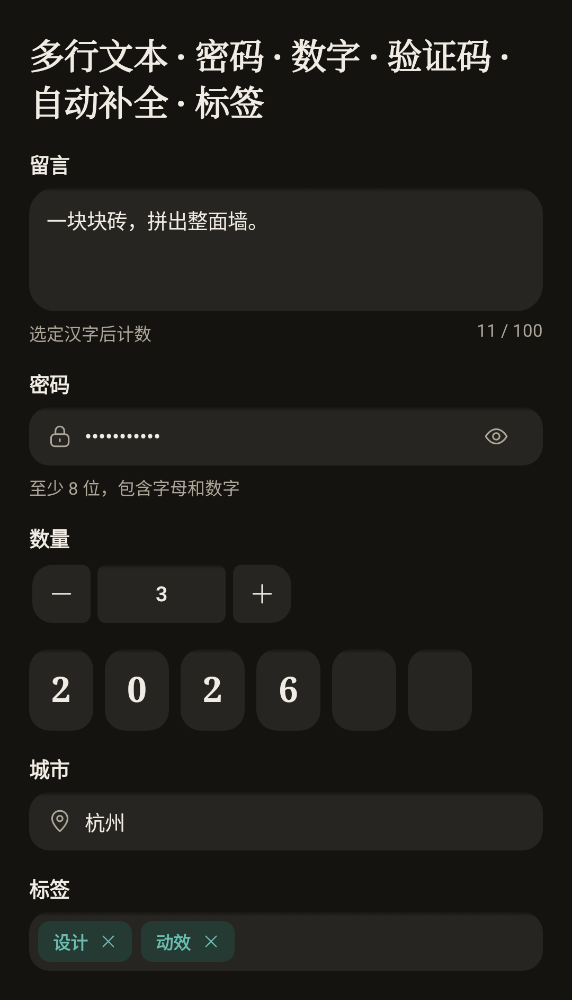 多行文本 · 密码 · 数字 · 验证码 ·
自动补全 · 标签
留言
一块块砖，拼出整面墙。
选定汉字后计数 11 / 100
密码
•••••••••••
至少 8 位，包含字母和数字
数量
3
2 0 2 6
城市
杭州
标签
设计 动效